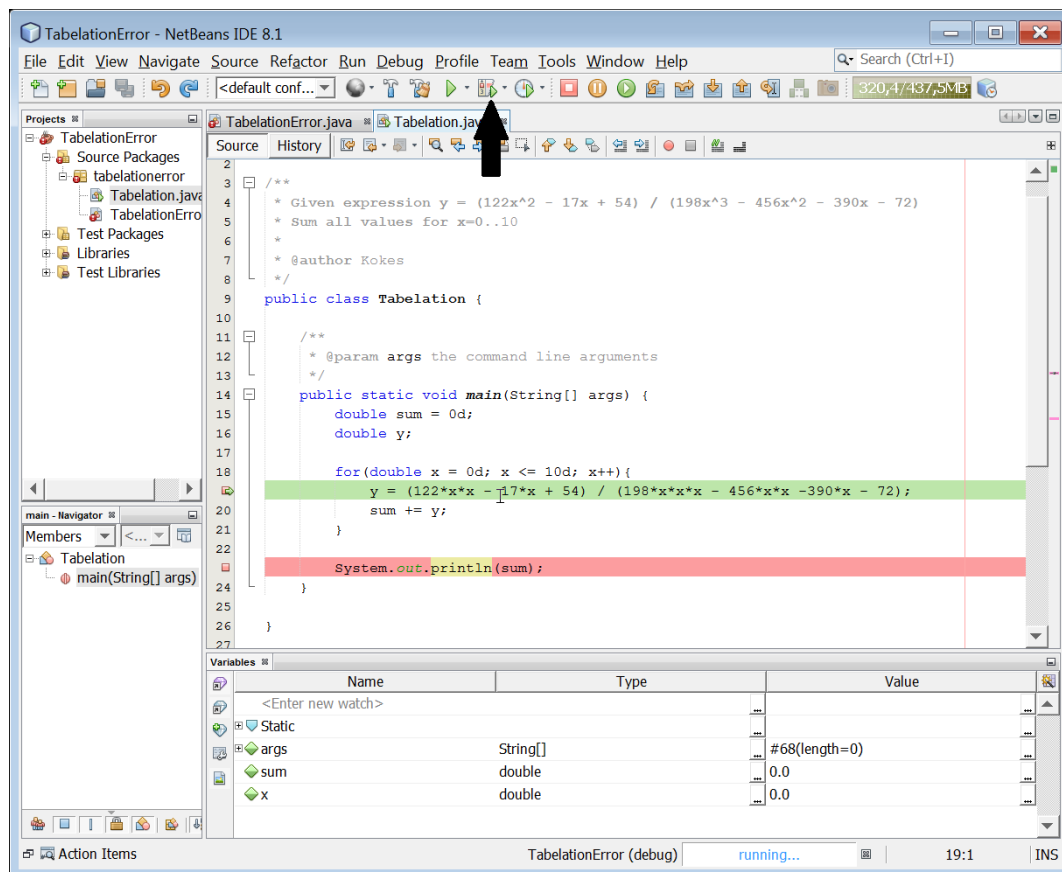 TabelationError - NetBeans IDE 8.1
File Edit View Navigate Source Refactor Run Debug Profile Team Tools Window Help
Search (Ctrl+I)
<default conf...
320,4/437,5MB
Projects
TabelationError
Source Packages
tabelationerror
Tabelation.java
TabelationErro
Test Packages
Libraries
Test Libraries
TabelationError.java
Tabelation.jav
Source History
2
3 /**
4 * Given expression y = (122x^2 - 17x + 54) / (198x^3 - 456x^2 - 390x - 72)
5 * Sum all values for x=0..10
6 *
7 * @author Kokes
8 */
9 public class Tabelation {
10
11 /**
12 * @param args the command line arguments
13 */
14 public static void main(String[] args) {
15 double sum = 0d;
16 double y;
17
18 for(double x = 0d; x <= 10d; x++){
y = (122*x*x - 17*x + 54) / (198*x*x*x - 456*x*x -390*x - 72);
20 sum += y;
21 }
22
System.out.println(sum);
24 }
25
26 }
27
main - Navigator
Members <...
Tabelation
main(String[] args)
Variables
Name Type Value
<Enter new watch> ... ...
Static ... ...
args String[] ... #68(length=0) ...
sum double ... 0.0 ...
x double ... 0.0 ...
Action Items
TabelationError (debug) running... 19:1 INS